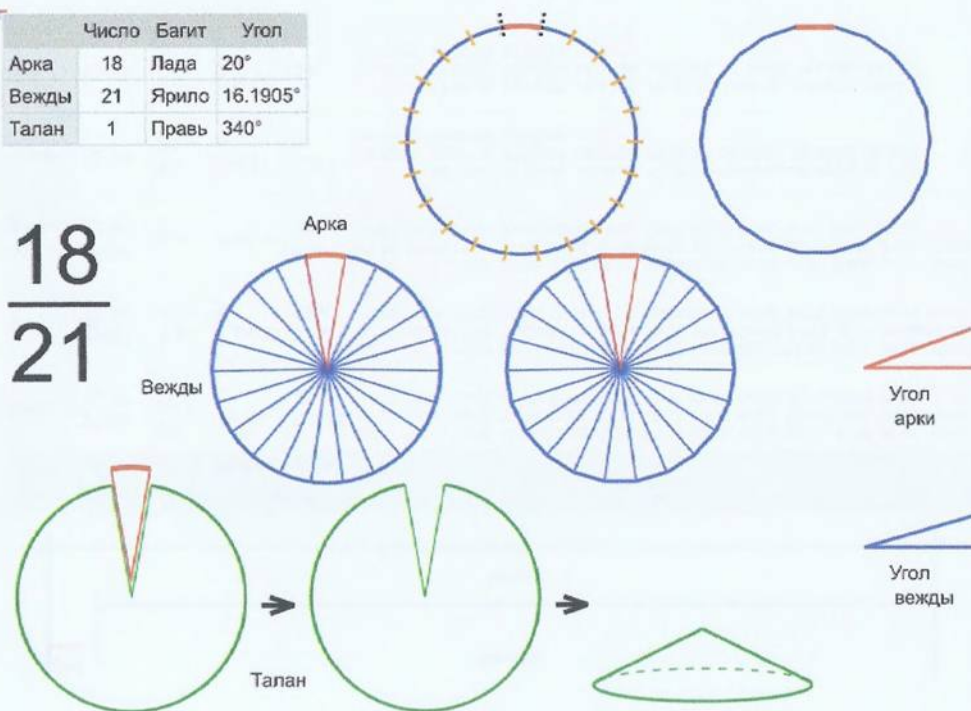 Число Багит Угол
Арка 18 Лада 20°
Вежды 21 Ярило 16.1905°
Талан 1 Правь 340°
18
21
Арка
Вежды
Угол
арки
Угол
вежды
Талан